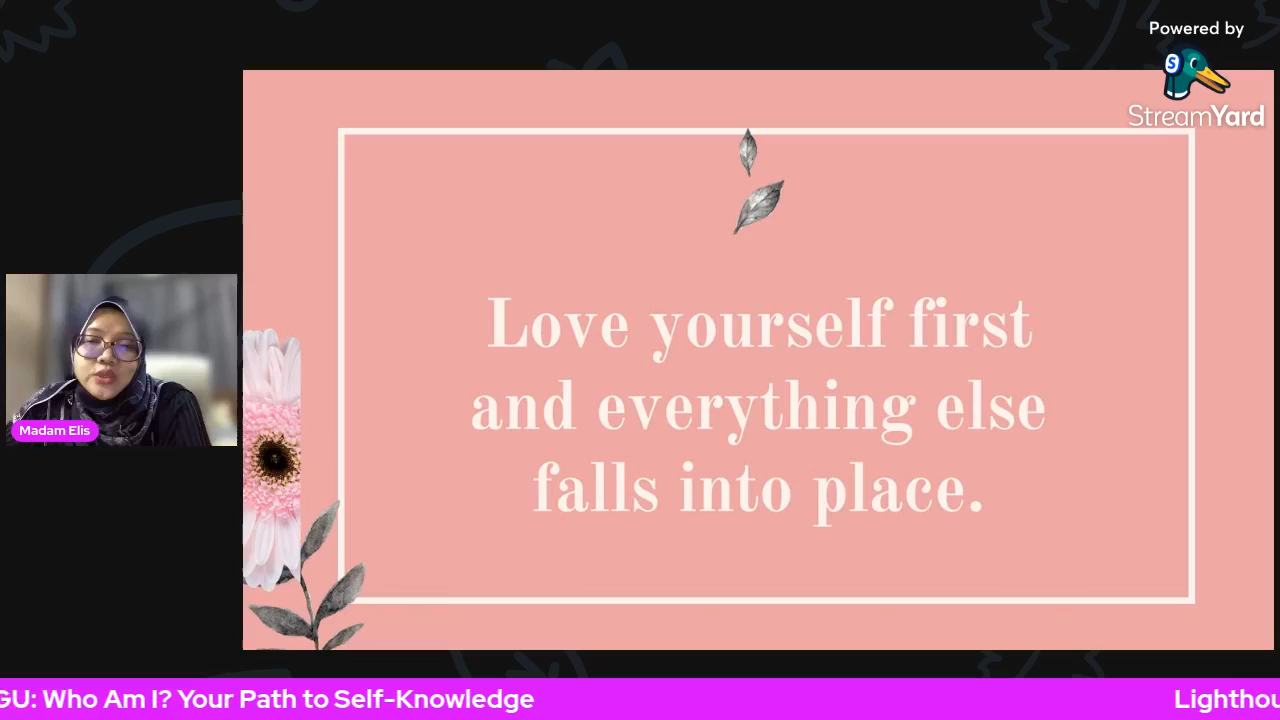 Powered by
StreamYard
Love yourself first
and everything else
falls into place.
Madam Elis
GU: Who Am I? Your Path to Self-Knowledge